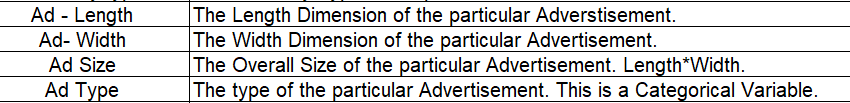 Ad - Length The Length Dimension of the particular Adverstisement.
Ad- Width The Width Dimension of the particular Advertisement.
Ad Size The Overall Size of the particular Advertisement. Length*Width.
Ad Type The type of the particular Advertisement. This is a Categorical Variable.